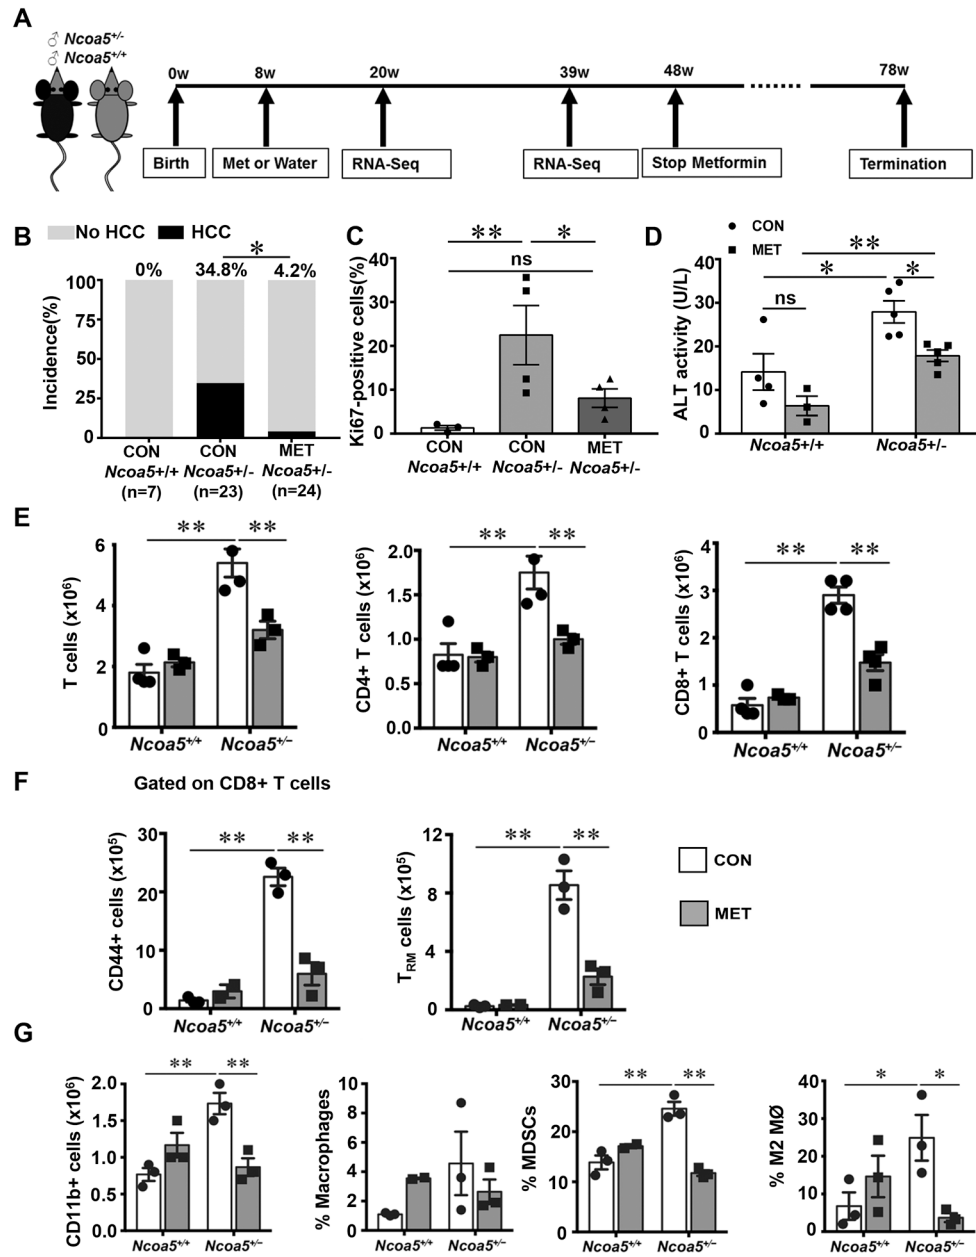 A
♂ Ncoa5+/-
♂ Ncoa5+/+
0w 8w 20w 39w 48w 78w
Birth Met or Water RNA-Seq RNA-Seq Stop Metformin Termination
B
No HCC HCC
*
0% 34.8% 4.2%
Incidence(%)
100
75
50
25
0
CON CON MET
Ncoa5+/+ Ncoa5+/- Ncoa5+/-
(n=7) (n=23) (n=24)
C
** *
ns
Ki67-positive cells(%)
40
30
20
10
0
CON CON MET
Ncoa5+/+ Ncoa5+/- Ncoa5+/-
D
CON
MET
**
* *
ns
ALT activity (U/L)
40
30
20
10
0
Ncoa5+/+ Ncoa5+/-
E
** **
T cells (x10⁶)
6
4
2
0
Ncoa5+/+ Ncoa5+/−
** **
CD4+ T cells (x10⁶)
2.0
1.5
1.0
0.5
0.0
Ncoa5+/+ Ncoa5+/−
** **
CD8+ T cells (x10⁶)
4
3
2
1
0
Ncoa5+/+ Ncoa5+/−
F
Gated on CD8+ T cells
** **
CD44+ cells (x10⁵)
30
20
10
0
Ncoa5+/+ Ncoa5+/−
** **
TRM cells (x10⁵)
12
8
4
0
Ncoa5+/+ Ncoa5+/−
CON
MET
G
** **
CD11b+ cells (x10⁶)
2.0
1.5
1.0
0.5
0.0
Ncoa5+/+ Ncoa5+/−
% Macrophages
10
8
6
4
2
0
Ncoa5+/+ Ncoa5+/−
** **
% MDSCs
30
20
10
0
Ncoa5+/+ Ncoa5+/−
* *
% M2 MØ
40
30
20
10
0
Ncoa5+/+ Ncoa5+/−